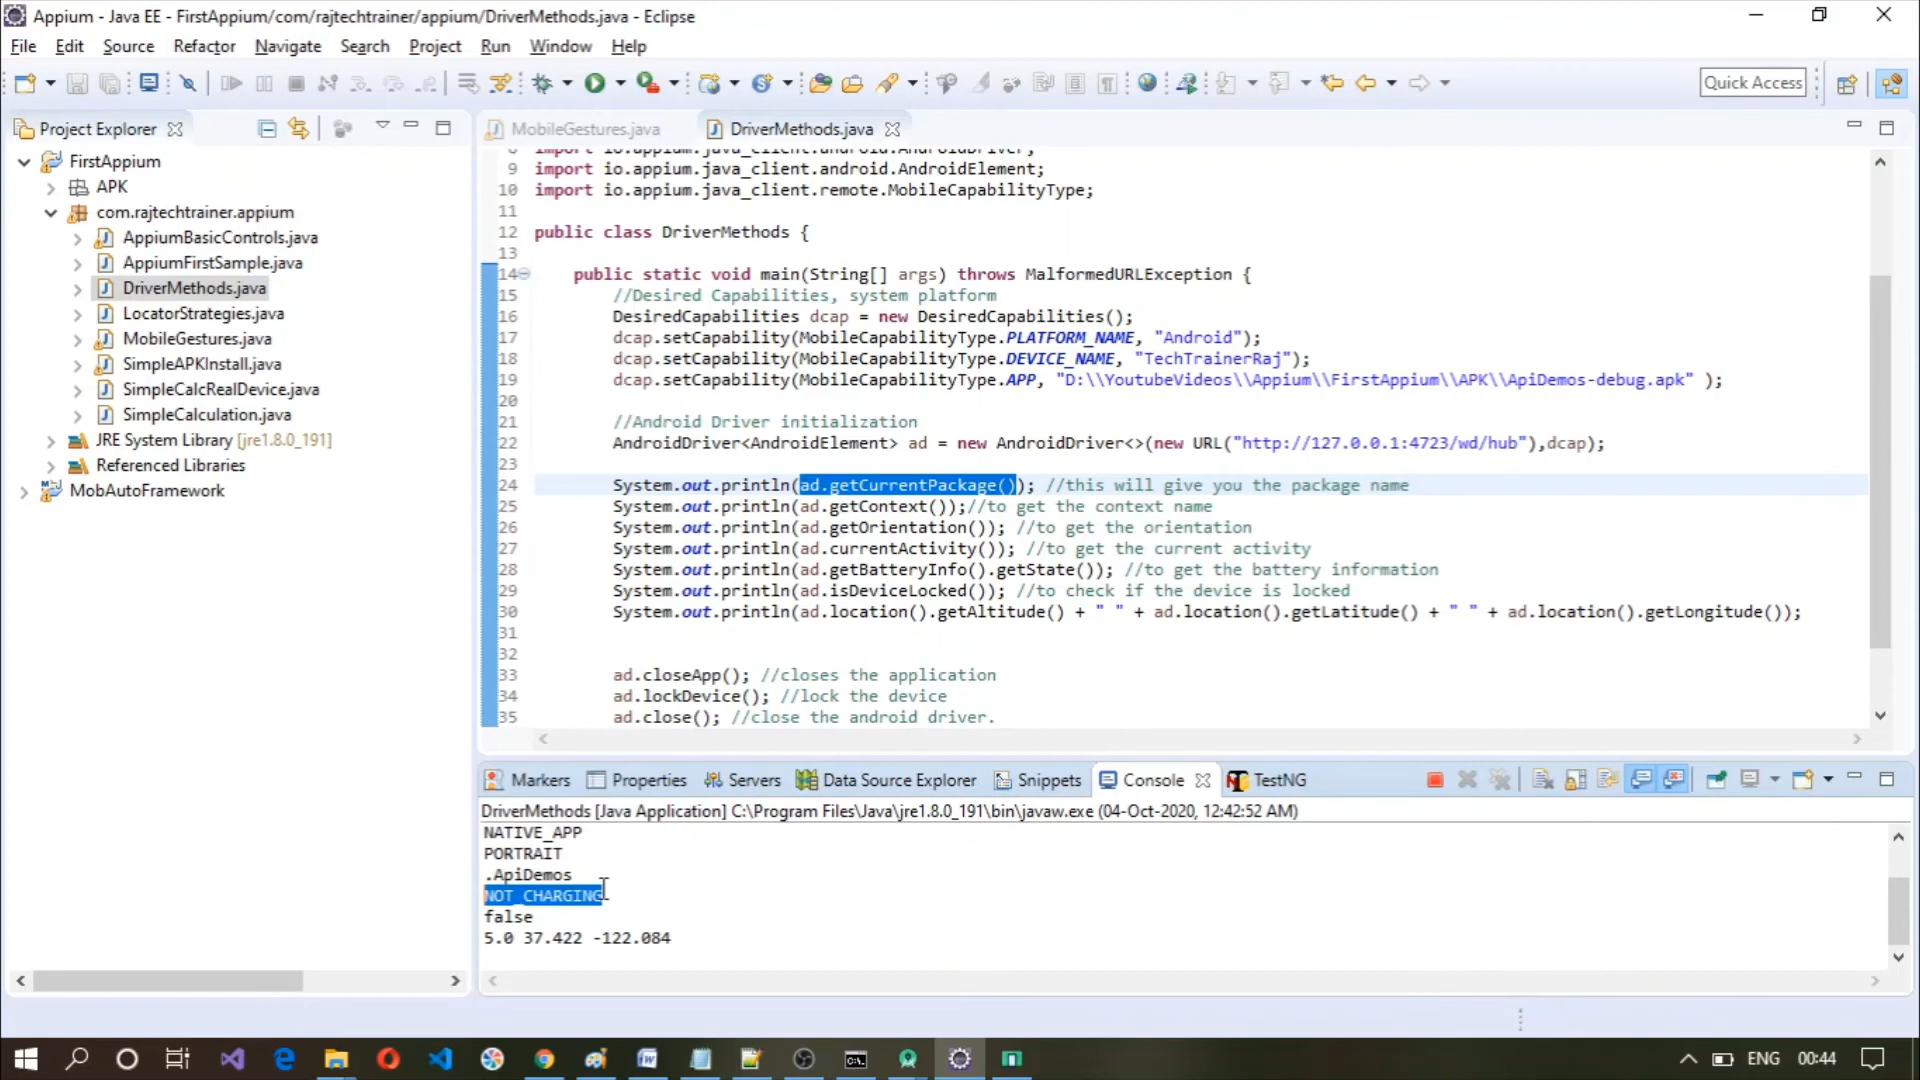 Appium - Java EE - FirstAppium/com/rajtechtrainer/appium/DriverMethods.java - Eclipse
File Edit Source Refactor Navigate Search Project Run Window Help
Quick Access
Project Explorer
FirstAppium
APK
com.rajtechtrainer.appium
AppiumBasicControls.java
AppiumFirstSample.java
DriverMethods.java
LocatorStrategies.java
MobileGestures.java
SimpleAPKInstall.java
SimpleCalcRealDevice.java
SimpleCalculation.java
JRE System Library [jre1.8.0_191]
Referenced Libraries
MobAutoFramework
MobileGestures.java DriverMethods.java
8 import io.appium.java_client.android.AndroidDriver;
9 import io.appium.java_client.android.AndroidElement;
10 import io.appium.java_client.remote.MobileCapabilityType;
11
12 public class DriverMethods {
13
14 public static void main(String[] args) throws MalformedURLException {
15 //Desired Capabilities, system platform
16 DesiredCapabilities dcap = new DesiredCapabilities();
17 dcap.setCapability(MobileCapabilityType.PLATFORM_NAME, "Android");
18 dcap.setCapability(MobileCapabilityType.DEVICE_NAME, "TechTrainerRaj");
19 dcap.setCapability(MobileCapabilityType.APP, "D:\\YoutubeVideos\\Appium\\FirstAppium\\APK\\ApiDemos-debug.apk" );
20
21 //Android Driver initialization
22 AndroidDriver<AndroidElement> ad = new AndroidDriver<>(new URL("http://127.0.0.1:4723/wd/hub"),dcap);
23
24 System.out.println(ad.getCurrentPackage()); //this will give you the package name
25 System.out.println(ad.getContext());//to get the context name
26 System.out.println(ad.getOrientation()); //to get the orientation
27 System.out.println(ad.currentActivity()); //to get the current activity
28 System.out.println(ad.getBatteryInfo().getState()); //to get the battery information
29 System.out.println(ad.isDeviceLocked()); //to check if the device is locked
30 System.out.println(ad.location().getAltitude() + " " + ad.location().getLatitude() + " " + ad.location().getLongitude());
31
32
33 ad.closeApp(); //closes the application
34 ad.lockDevice(); //lock the device
35 ad.close(); //close the android driver.
Markers Properties Servers Data Source Explorer Snippets Console TestNG
DriverMethods [Java Application] C:\Program Files\Java\jre1.8.0_191\bin\javaw.exe (04-Oct-2020, 12:42:52 AM)
NATIVE_APP
PORTRAIT
.ApiDemos
NOT_CHARGING
false
5.0 37.422 -122.084
ENG 00:44